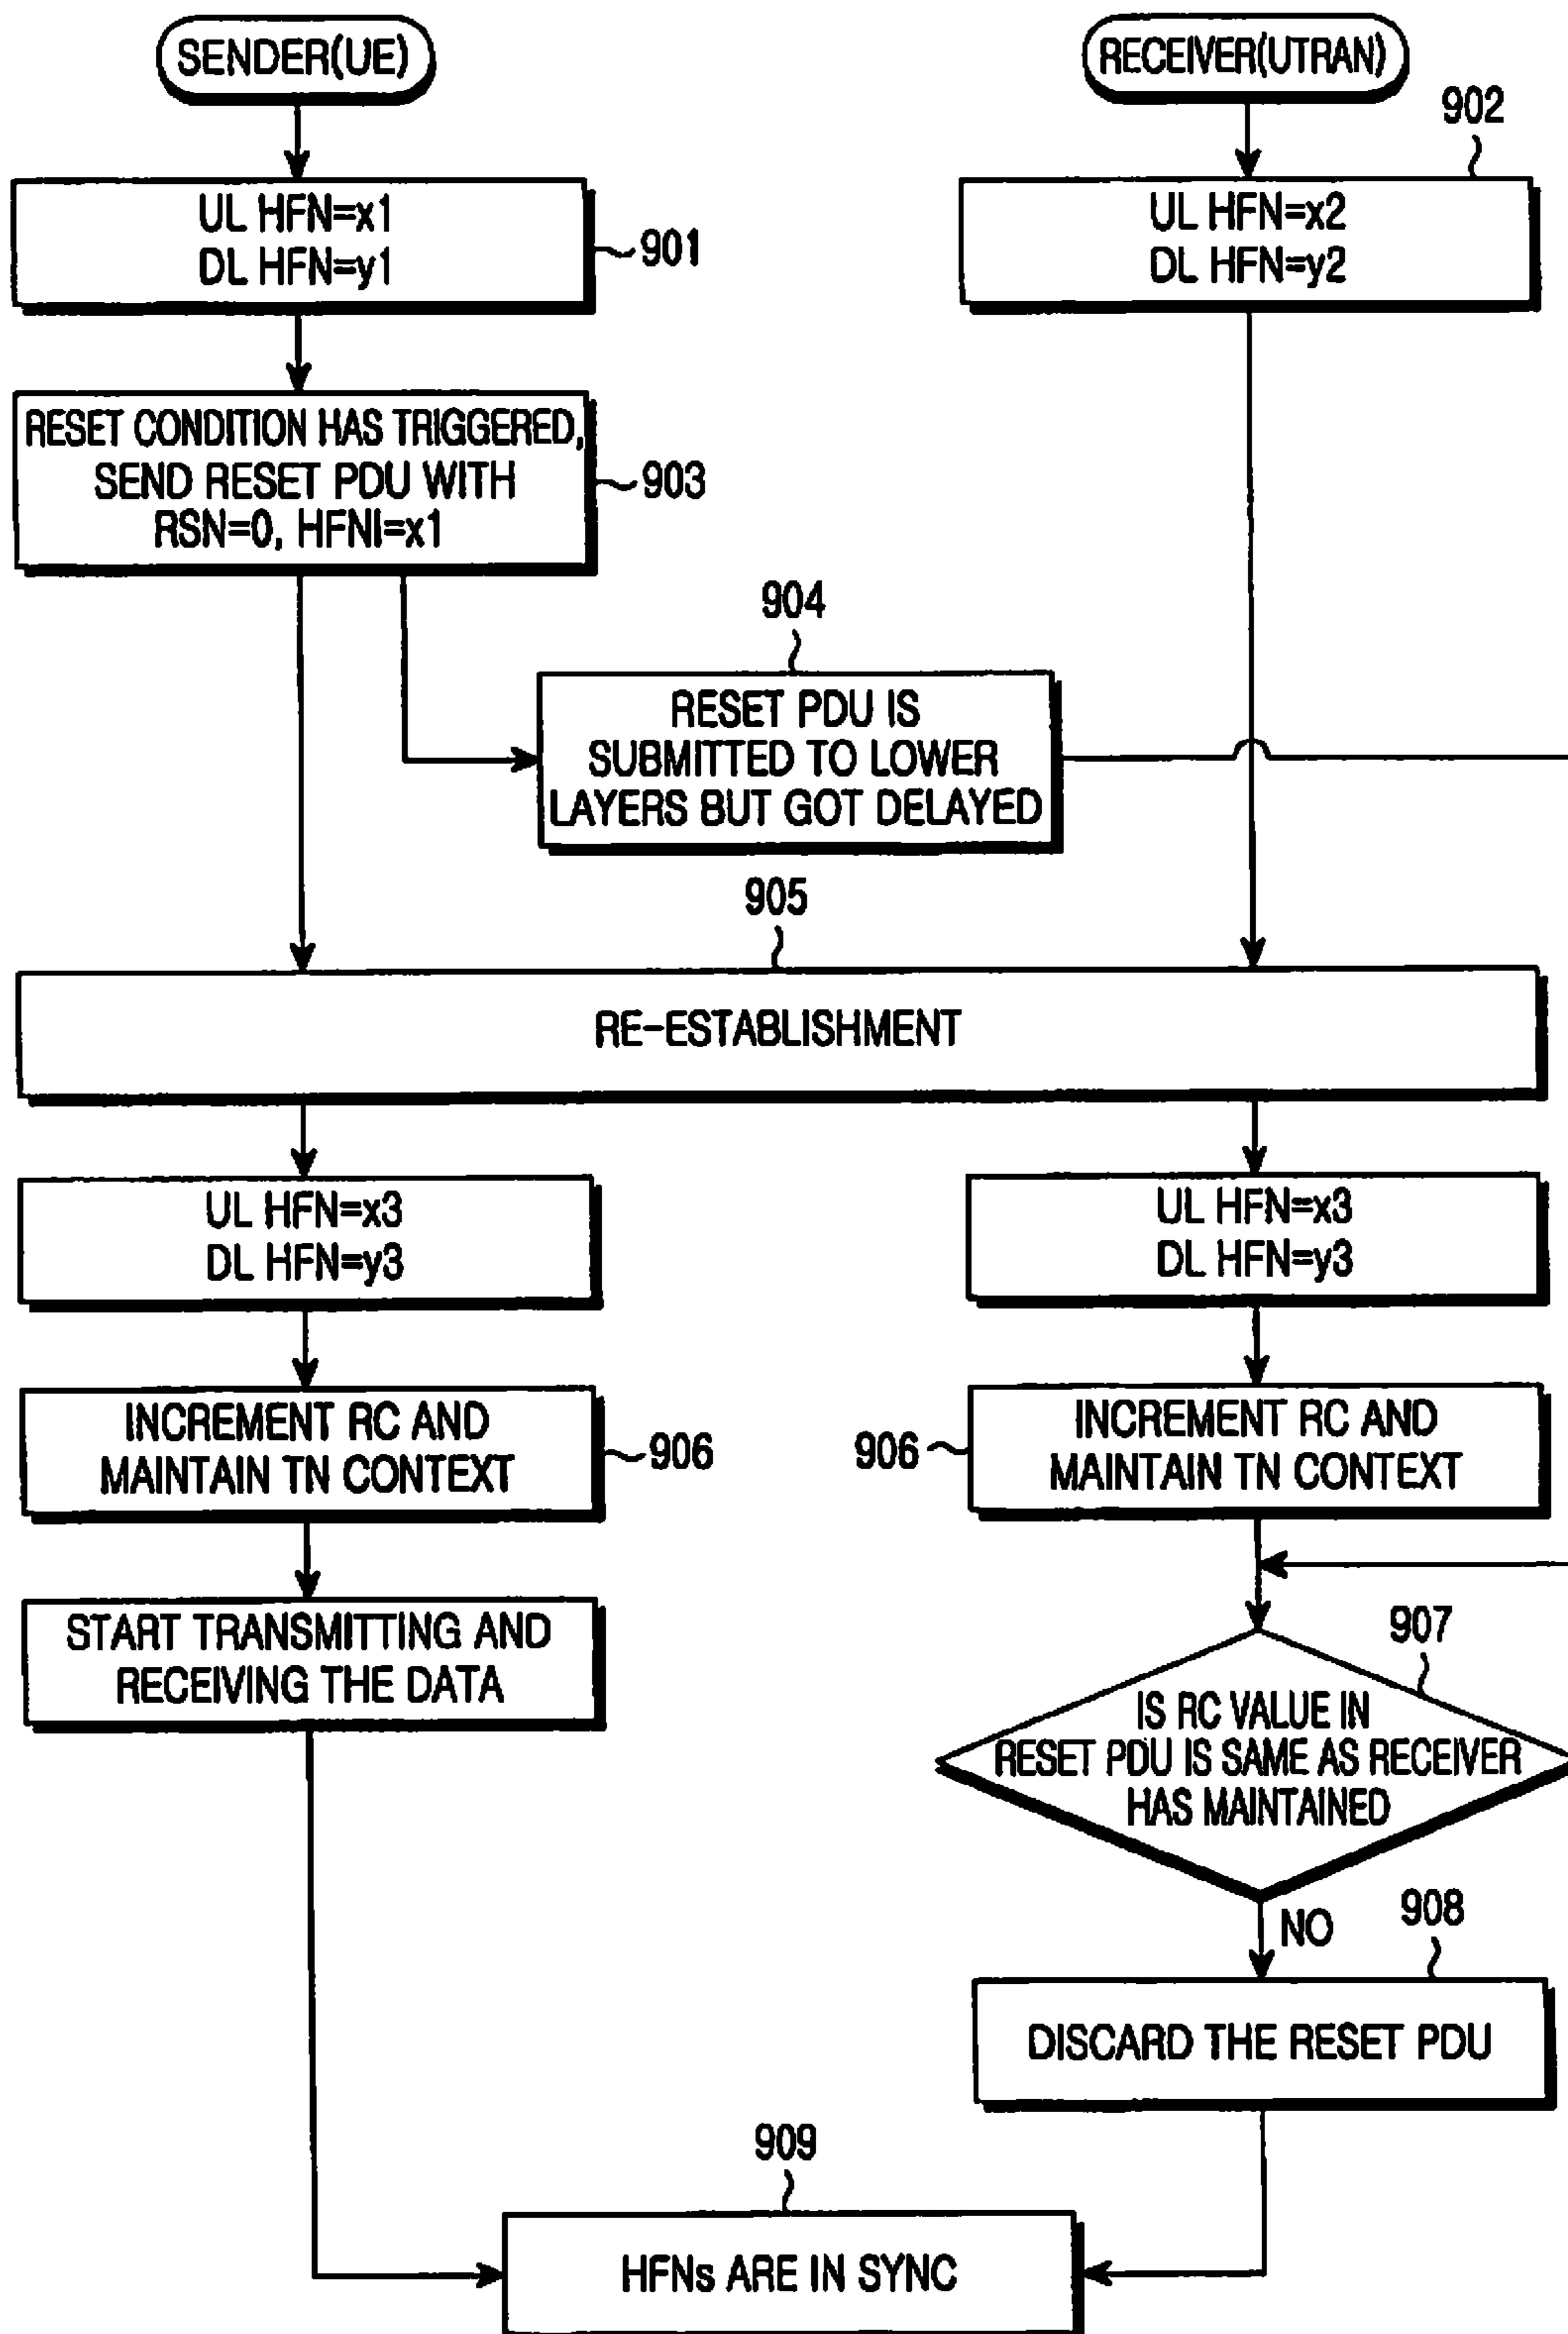 SENDER(UE)
RECEIVER(UTRAN)
902
UL HFN=x1
DL HFN=y1
901
UL HFN=x2
DL HFN=y2
RESET CONDITION HAS TRIGGERED,
SEND RESET PDU WITH
RSN=0, HFNI=x1
903
904
RESET PDU IS
SUBMITTED TO LOWER
LAYERS BUT GOT DELAYED
905
RE-ESTABLISHMENT
UL HFN=x3
DL HFN=y3
UL HFN=x3
DL HFN=y3
INCREMENT RC AND
MAINTAIN TN CONTEXT
906
906
INCREMENT RC AND
MAINTAIN TN CONTEXT
START TRANSMITTING AND
RECEIVING THE DATA
907
IS RC VALUE IN
RESET PDU IS SAME AS RECEIVER
HAS MAINTAINED
NO
908
DISCARD THE RESET PDU
909
HFNs ARE IN SYNC